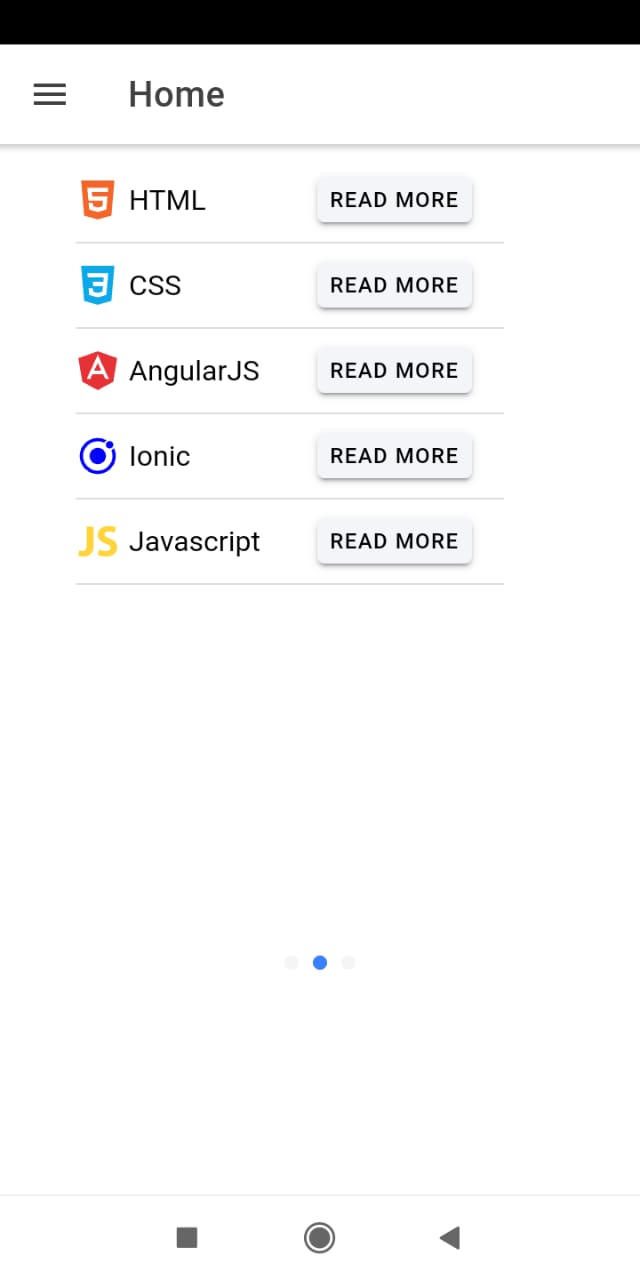 Home
HTML READ MORE
CSS READ MORE
AngularJS READ MORE
Ionic READ MORE
JS Javascript READ MORE